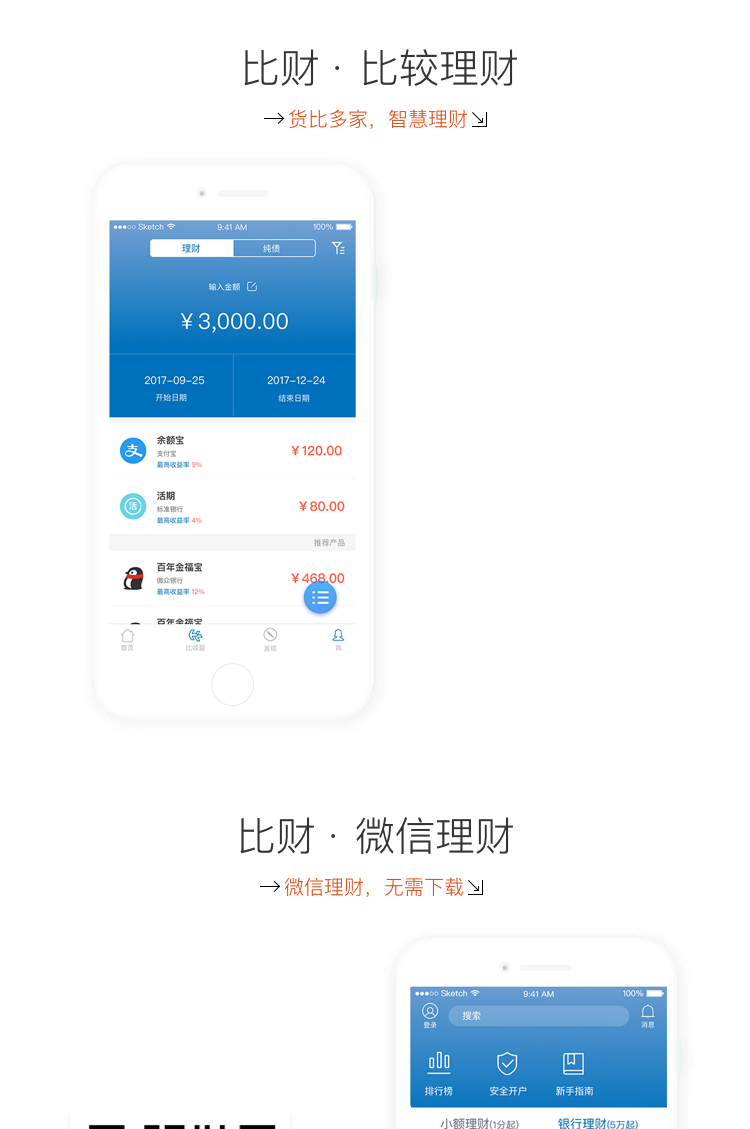 比财 · 比较理财
货比多家，智慧理财
Sketch 9:41 AM 100%
理财 纯债
输入金额
¥3,000.00
2017-09-25 2017-12-24
开始日期 结束日期
余额宝
支付宝
最高收益率 9%
¥120.00
活期
标准银行
最高收益率 4%
¥80.00
推荐产品
百年金福宝
微众银行
最高收益率 12%
¥468.00
百年金福宝
首页 比收益 发现 我
比财 · 微信理财
微信理财，无需下载
Sketch 9:41 AM 100%
登录 搜索 消息
排行榜 安全开户 新手指南
小额理财(1分起) 银行理财(5万起)